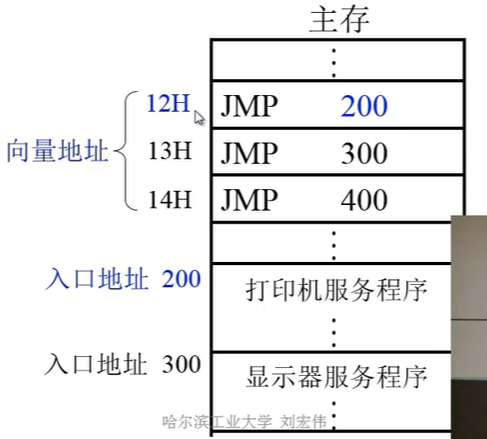 主存
⋮
12H JMP 200
向量地址 13H JMP 300
14H JMP 400
⋮
入口地址 200 打印机服务程序
⋮
入口地址 300 显示器服务程序
哈尔滨工业大学 刘宏伟
⋮